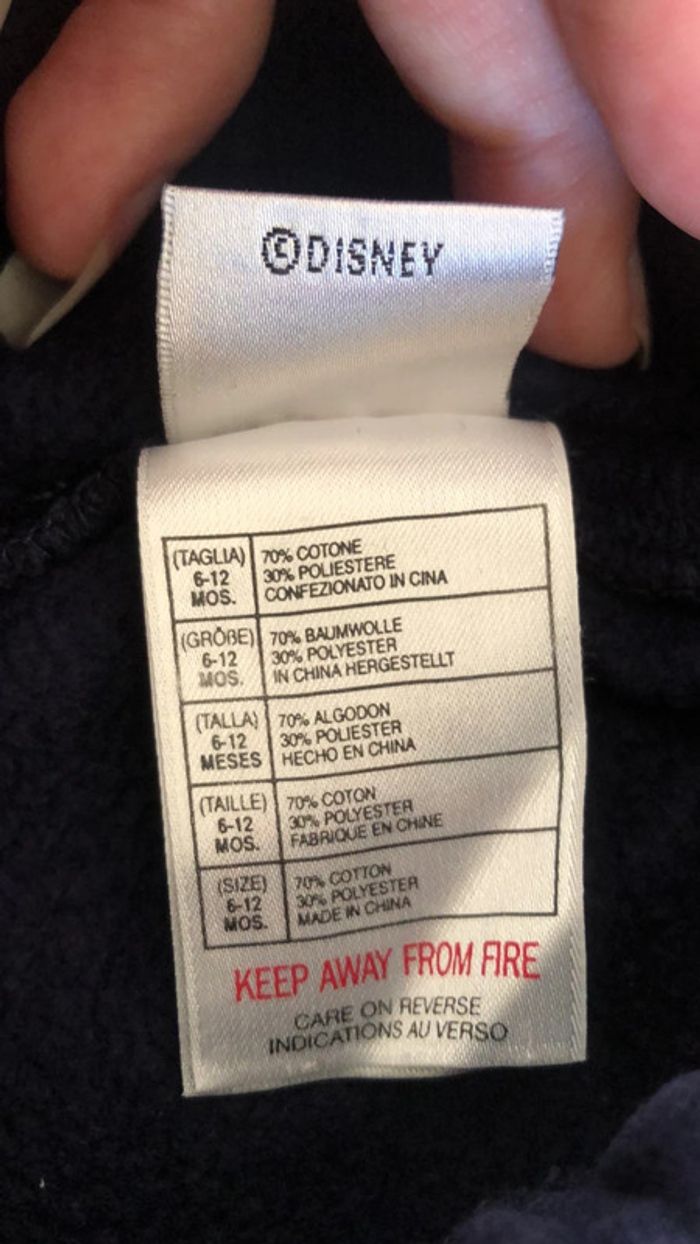 ©DISNEY
(TAGLIA)
6-12
MOS.
70% COTONE
30% POLIESTERE
CONFEZIONATO IN CINA
(GRÖBE)
6-12
MOS.
70% BAUMWOLLE
30% POLYESTER
IN CHINA HERGESTELLT
(TALLA)
6-12
MESES
70% ALGODON
30% POLIESTER
HECHO EN CHINA
(TAILLE)
6-12
MOS.
70% COTON
30% POLYESTER
FABRIQUE EN CHINE
(SIZE)
6-12
MOS.
70% COTTON
30% POLYESTER
MADE IN CHINA
KEEP AWAY FROM FIRE
CARE ON REVERSE
INDICATIONS AU VERSO